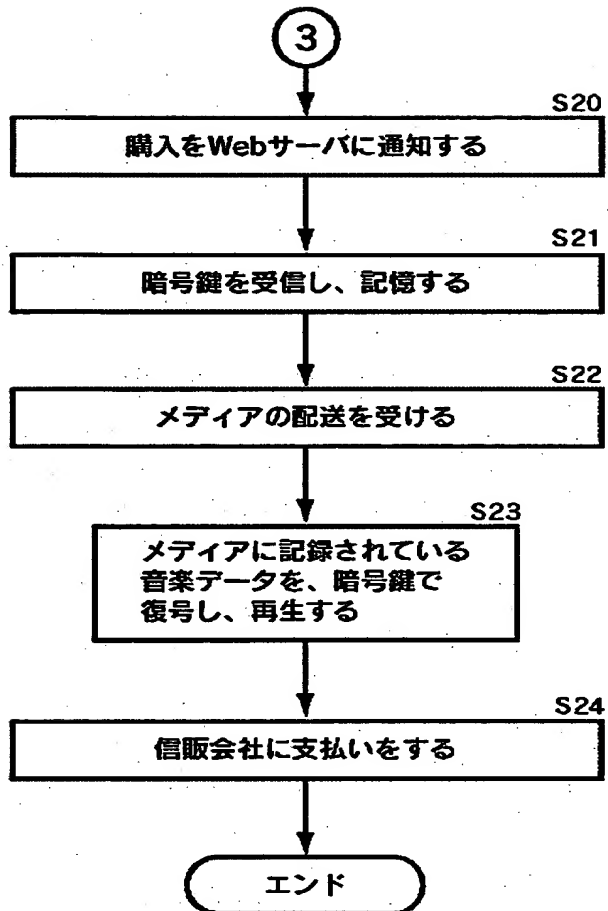 3
S20
購入をWebサーバに通知する
S21
暗号鍵を受信し、記憶する
S22
メディアの配送を受ける
S23
メディアに記録されている
音楽データを、暗号鍵で
復号し、再生する
S24
信販会社に支払いをする
エンド